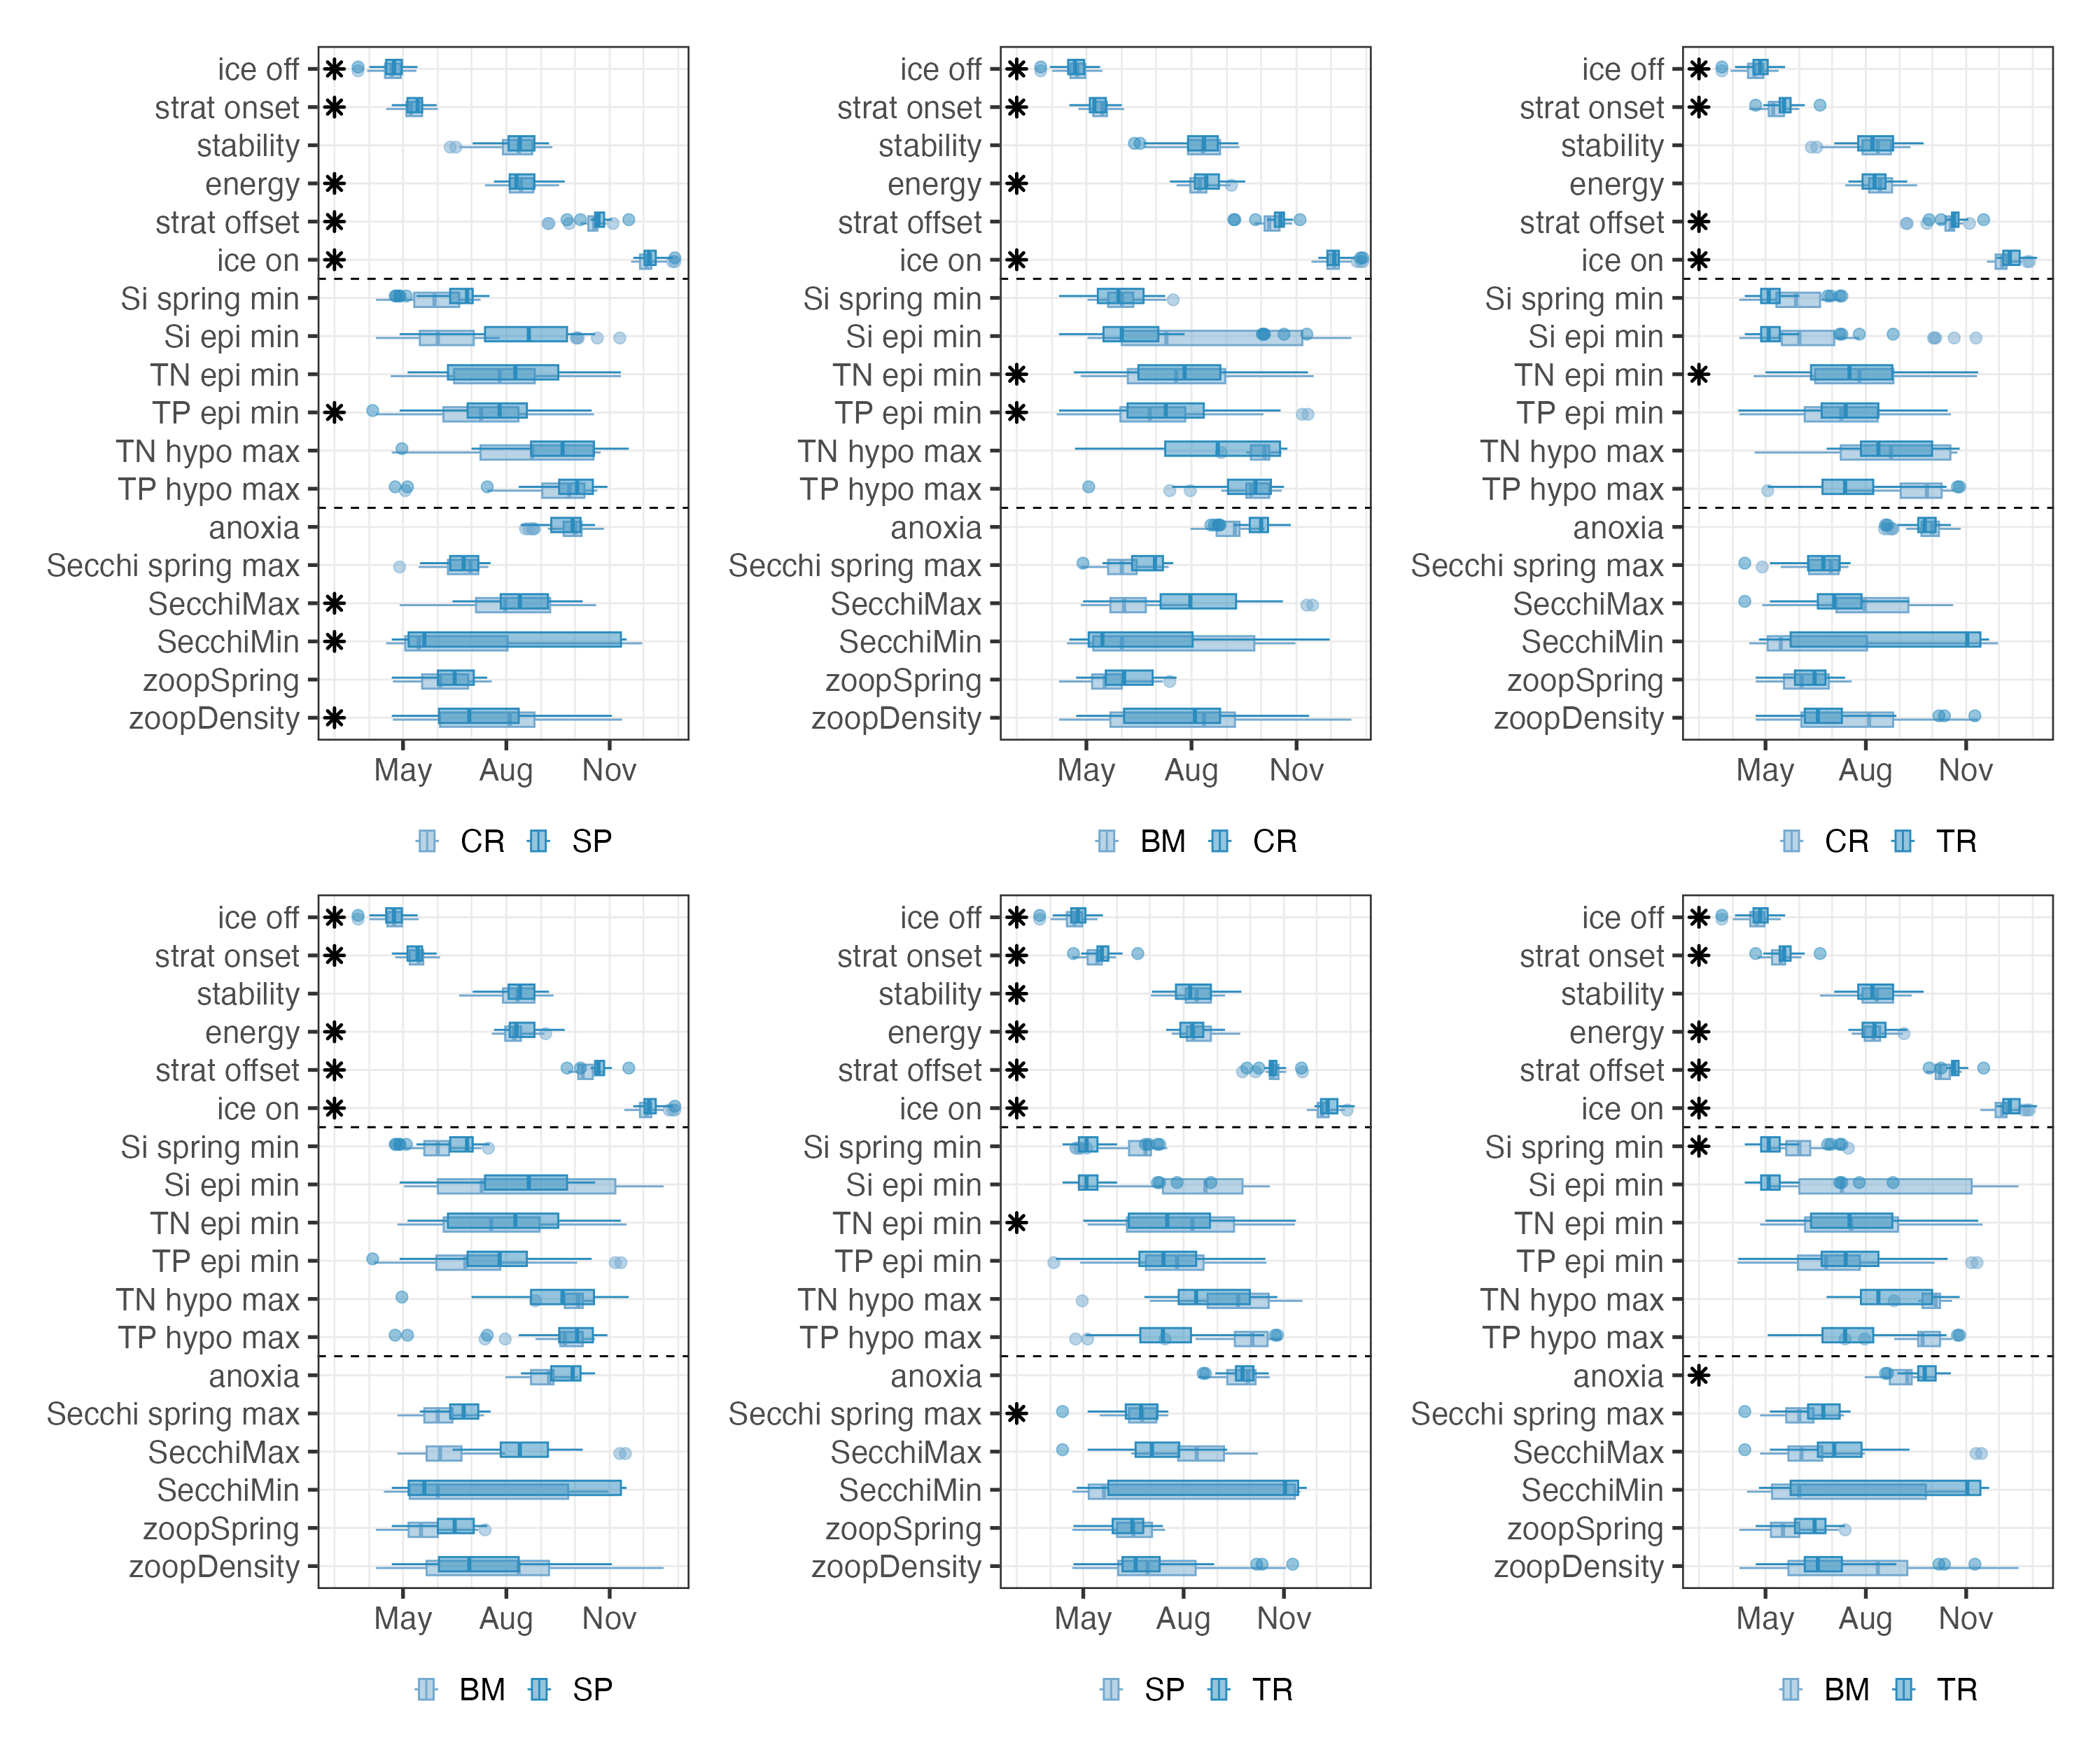 ice off
strat onset
stability
energy
strat offset
ice on
Si spring min
Si epi min
TN epi min
TP epi min
TN hypo max
TP hypo max
anoxia
Secchi spring max
SecchiMax
SecchiMin
zoopSpring
zoopDensity
May Aug Nov
CR SP
ice off
strat onset
stability
energy
strat offset
ice on
Si spring min
Si epi min
TN epi min
TP epi min
TN hypo max
TP hypo max
anoxia
Secchi spring max
SecchiMax
SecchiMin
zoopSpring
zoopDensity
May Aug Nov
BM CR
ice off
strat onset
stability
energy
strat offset
ice on
Si spring min
Si epi min
TN epi min
TP epi min
TN hypo max
TP hypo max
anoxia
Secchi spring max
SecchiMax
SecchiMin
zoopSpring
zoopDensity
May Aug Nov
CR TR
ice off
strat onset
stability
energy
strat offset
ice on
Si spring min
Si epi min
TN epi min
TP epi min
TN hypo max
TP hypo max
anoxia
Secchi spring max
SecchiMax
SecchiMin
zoopSpring
zoopDensity
May Aug Nov
BM SP
ice off
strat onset
stability
energy
strat offset
ice on
Si spring min
Si epi min
TN epi min
TP epi min
TN hypo max
TP hypo max
anoxia
Secchi spring max
SecchiMax
SecchiMin
zoopSpring
zoopDensity
May Aug Nov
SP TR
ice off
strat onset
stability
energy
strat offset
ice on
Si spring min
Si epi min
TN epi min
TP epi min
TN hypo max
TP hypo max
anoxia
Secchi spring max
SecchiMax
SecchiMin
zoopSpring
zoopDensity
May Aug Nov
BM TR